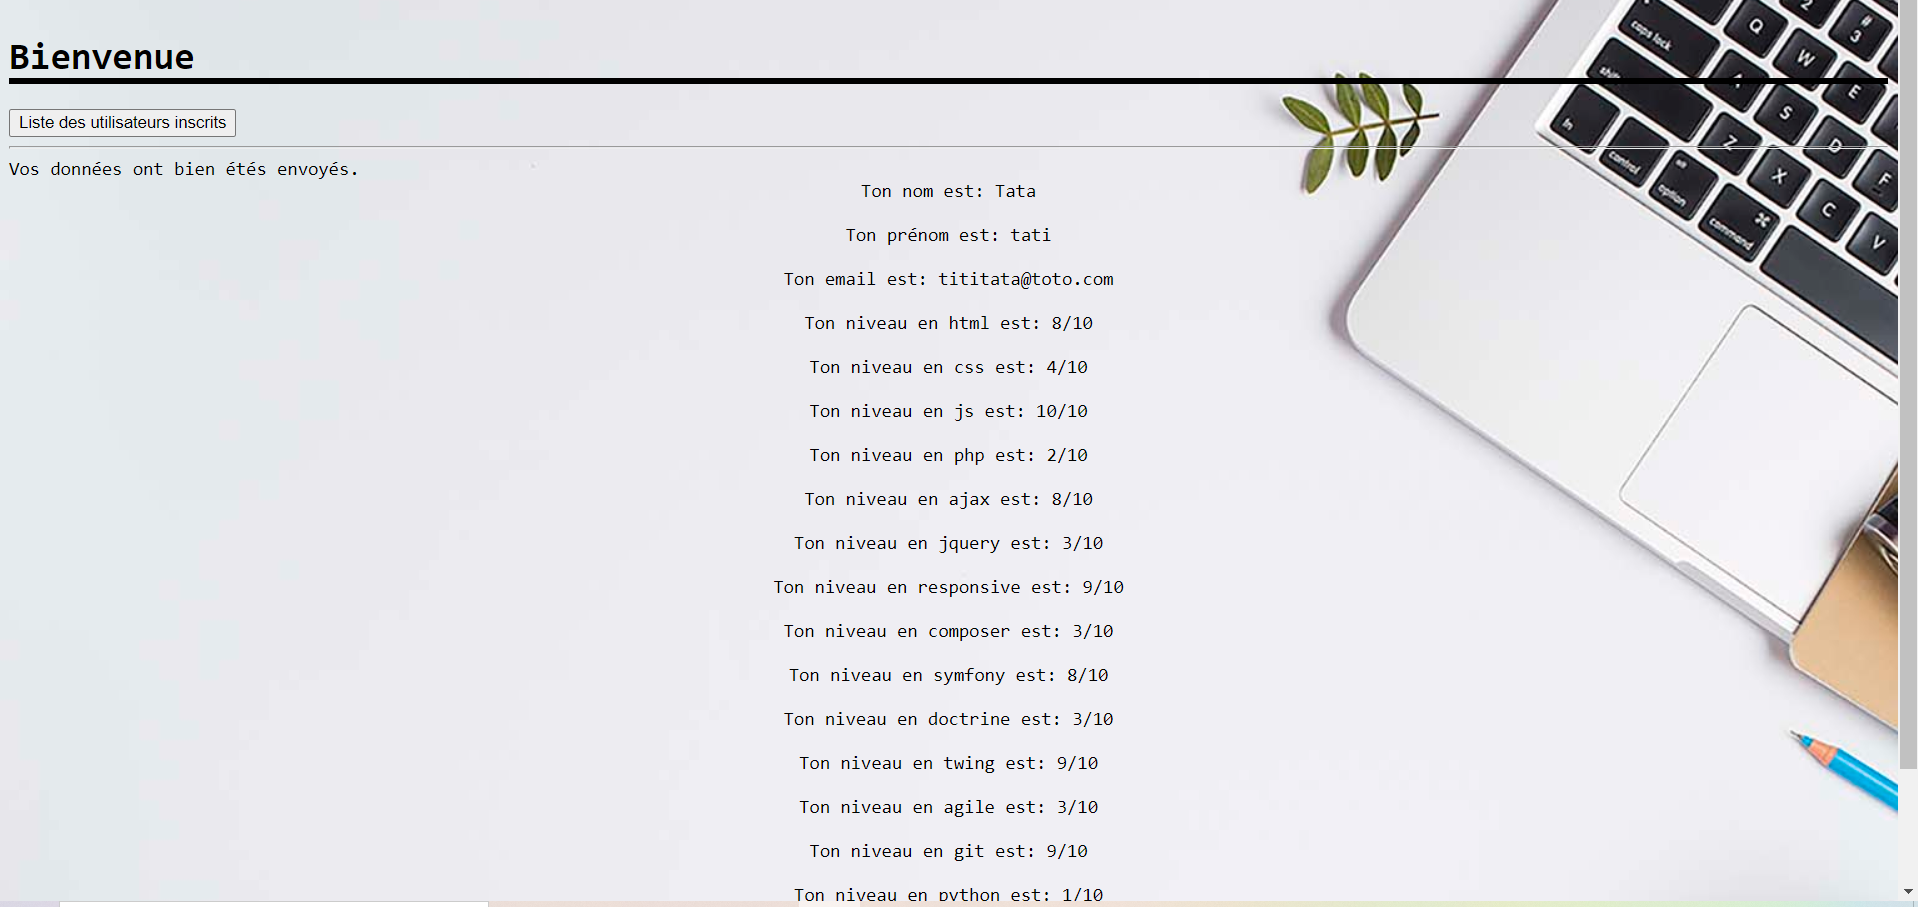 Bienvenue
Liste des utilisateurs inscrits
Vos données ont bien étés envoyés.
Ton nom est: Tata
Ton prénom est: tati
Ton email est: tititata@toto.com
Ton niveau en html est: 8/10
Ton niveau en css est: 4/10
Ton niveau en js est: 10/10
Ton niveau en php est: 2/10
Ton niveau en ajax est: 8/10
Ton niveau en jquery est: 3/10
Ton niveau en responsive est: 9/10
Ton niveau en composer est: 3/10
Ton niveau en symfony est: 8/10
Ton niveau en doctrine est: 3/10
Ton niveau en twing est: 9/10
Ton niveau en agile est: 3/10
Ton niveau en git est: 9/10
Ton niveau en python est: 1/10
2
# 3
caps lock
Q
W
E
A
S
D
F
fn
control
alt option
⌘ command
Z
X
C
V